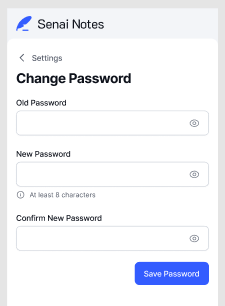 Senai Notes
Settings
Change Password
Old Password
New Password
At least 8 characters
Confirm New Password
Save Password